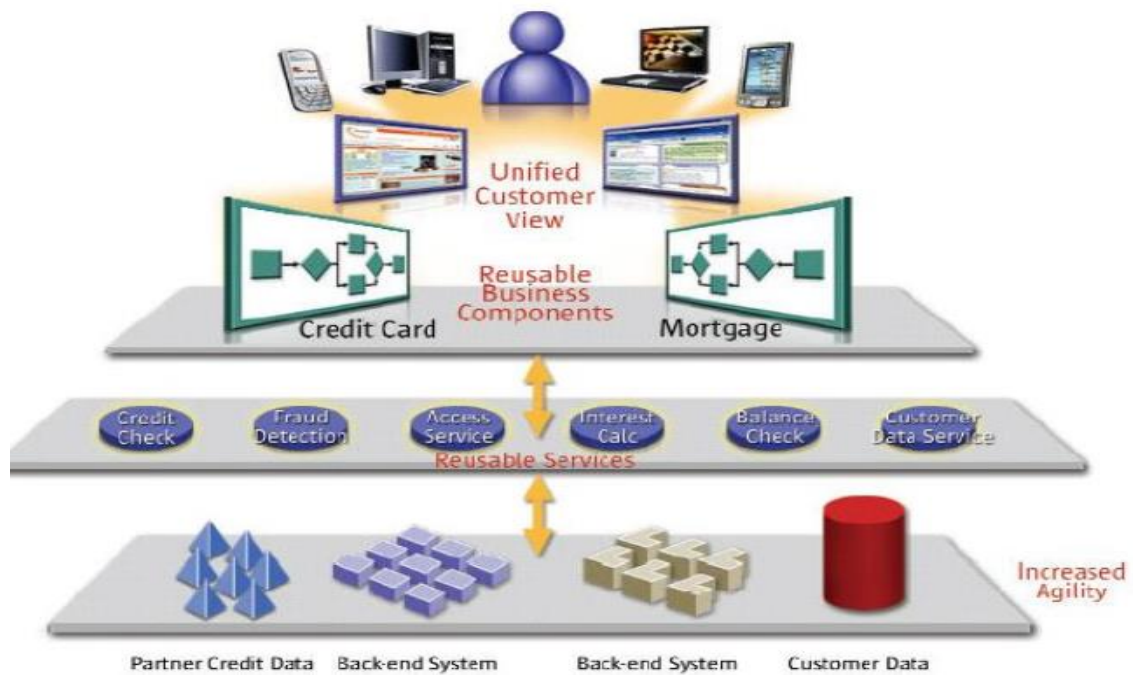 Unified
Customer
View
Reusable
Business
Components
Credit Card
Mortgage
Credit
Check
Fraud
Detection
Access
Service
Interest
Calc
Balance
Check
Customer
Data Service
Reusable Services
Increased
Agility
Partner Credit Data
Back-end System
Back-end System
Customer Data